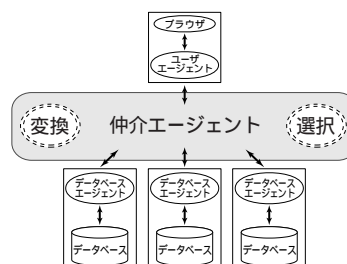 ブラウザ
ユーザ
エージェント
変換
仲介エージェント
選択
データベース
エージェント
データベース
エージェント
データベース
エージェント
データベース
データベース
データベース